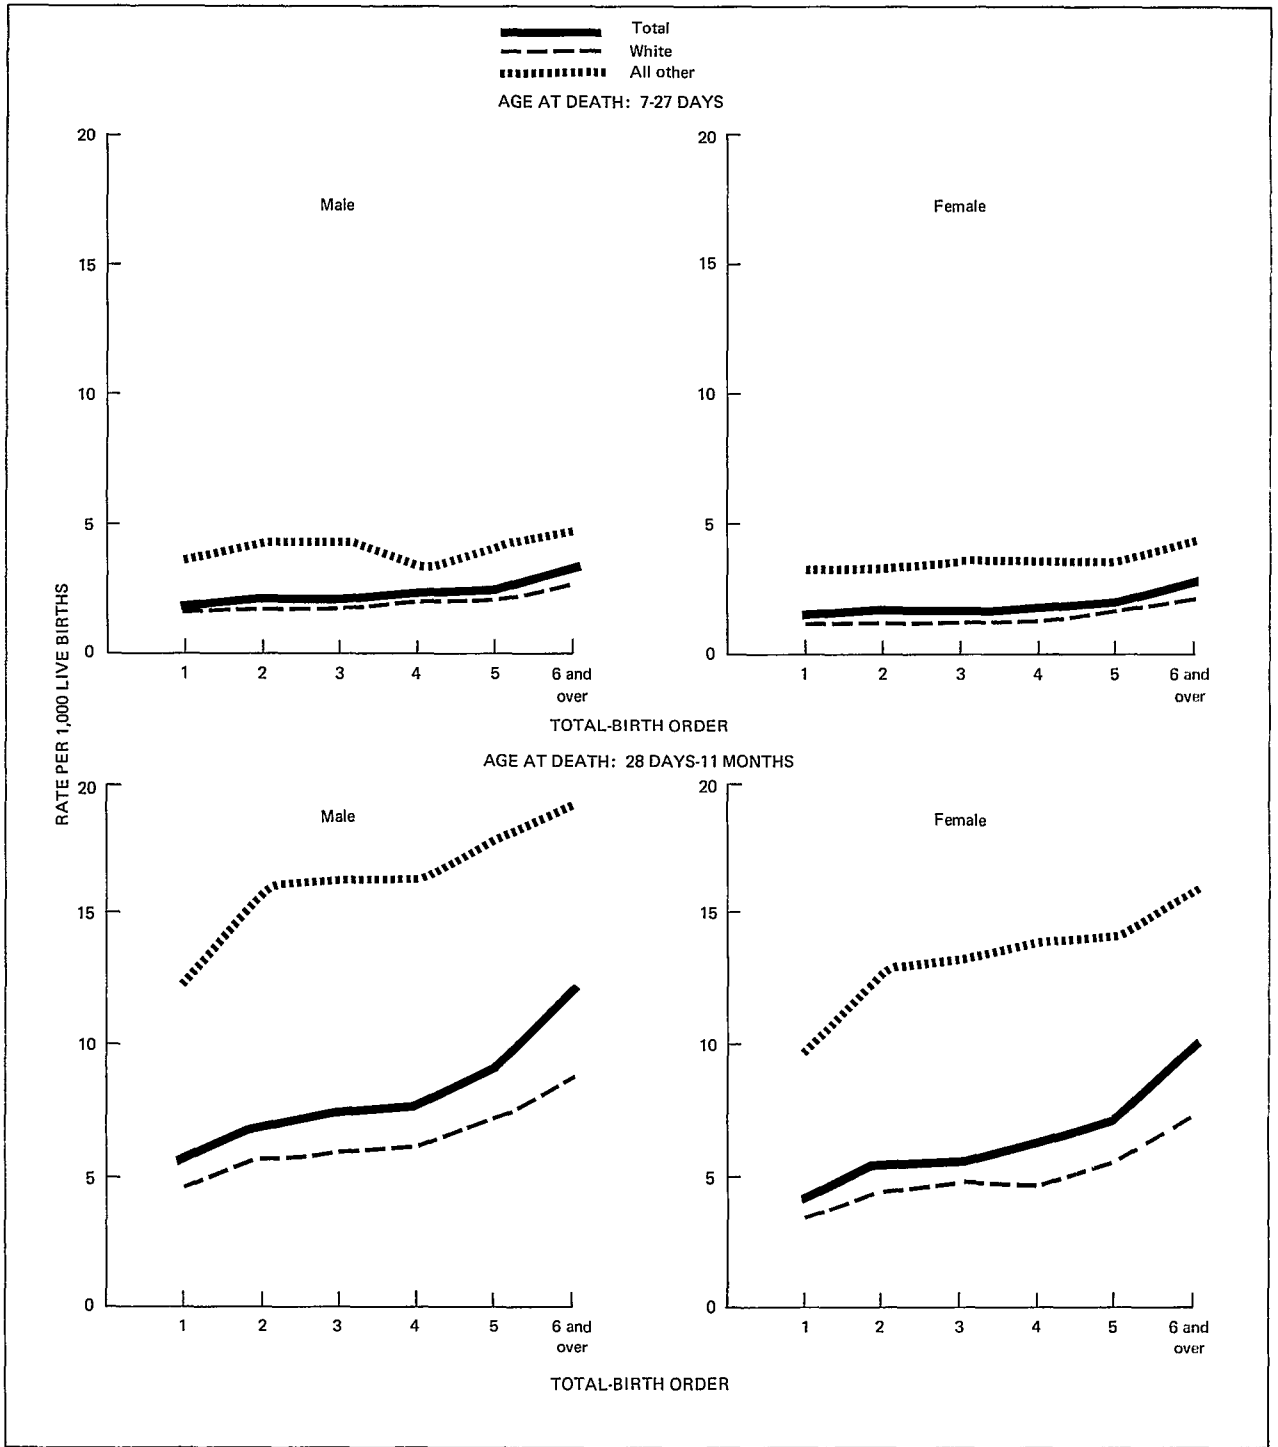 Total
White
All other
AGE AT DEATH: 7-27 DAYS
20
15
10
5
0
Male
1 2 3 4 5 6 and
over
20
15
10
5
0
Female
1 2 3 4 5 6 and
over
TOTAL-BIRTH ORDER
RATE PER 1,000 LIVE BIRTHS
AGE AT DEATH: 28 DAYS-11 MONTHS
20
15
10
5
0
Male
1 2 3 4 5 6 and
over
20
15
10
5
0
Female
1 2 3 4 5 6 and
over
TOTAL-BIRTH ORDER